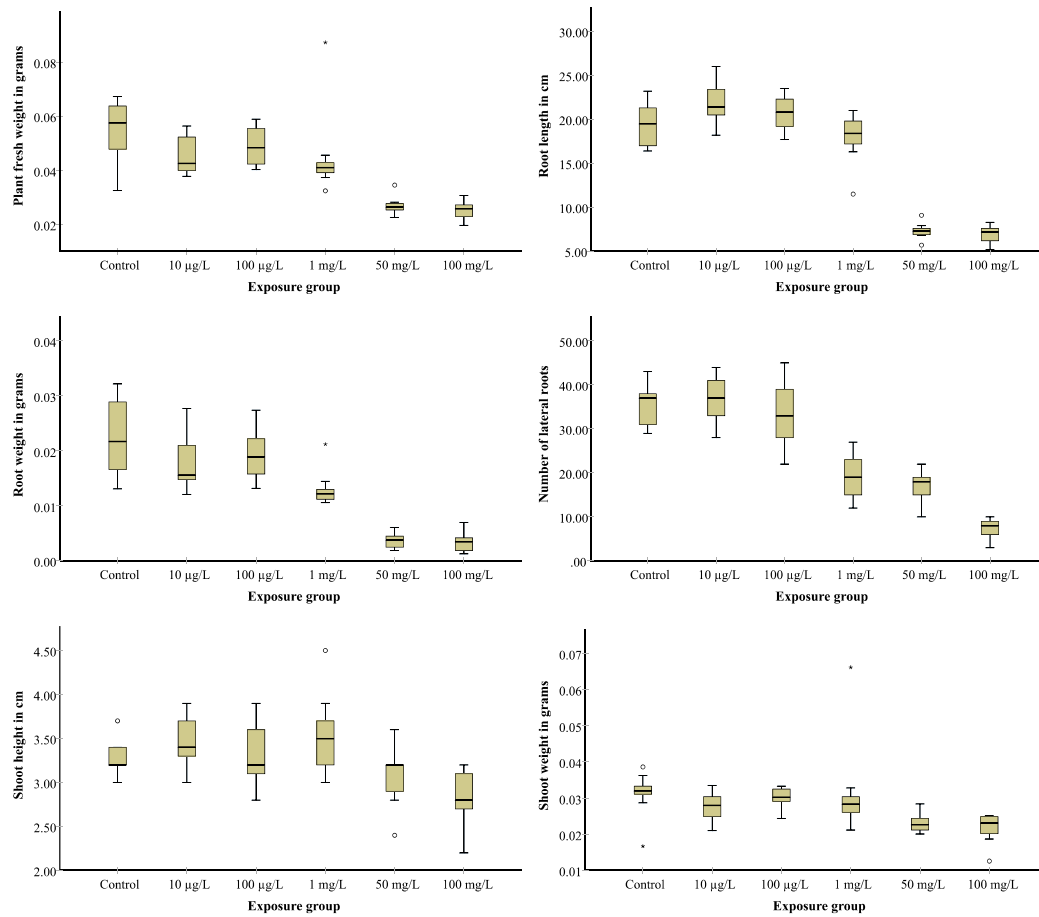 Plant fresh weight in grams
0.08
0.06
0.04
0.02
Control 10 µg/L 100 µg/L 1 mg/L 50 mg/L 100 mg/L
Exposure group
Root length in cm
30.00
25.00
20.00
15.00
10.00
5.00
Control 10 µg/L 100 µg/L 1 mg/L 50 mg/L 100 mg/L
Exposure group
Root weight in grams
0.04
0.03
0.02
0.01
0.00
Control 10 µg/L 100 µg/L 1 mg/L 50 mg/L 100 mg/L
Exposure group
Number of lateral roots
50.00
40.00
30.00
20.00
10.00
.00
Control 10 µg/L 100 µg/L 1 mg/L 50 mg/L 100 mg/L
Exposure group
Shoot height in cm
4.50
4.00
3.50
3.00
2.50
2.00
Control 10 µg/L 100 µg/L 1 mg/L 50 mg/L 100 mg/L
Exposure group
Shoot weight in grams
0.07
0.06
0.05
0.04
0.03
0.02
0.01
Control 10 µg/L 100 µg/L 1 mg/L 50 mg/L 100 mg/L
Exposure group